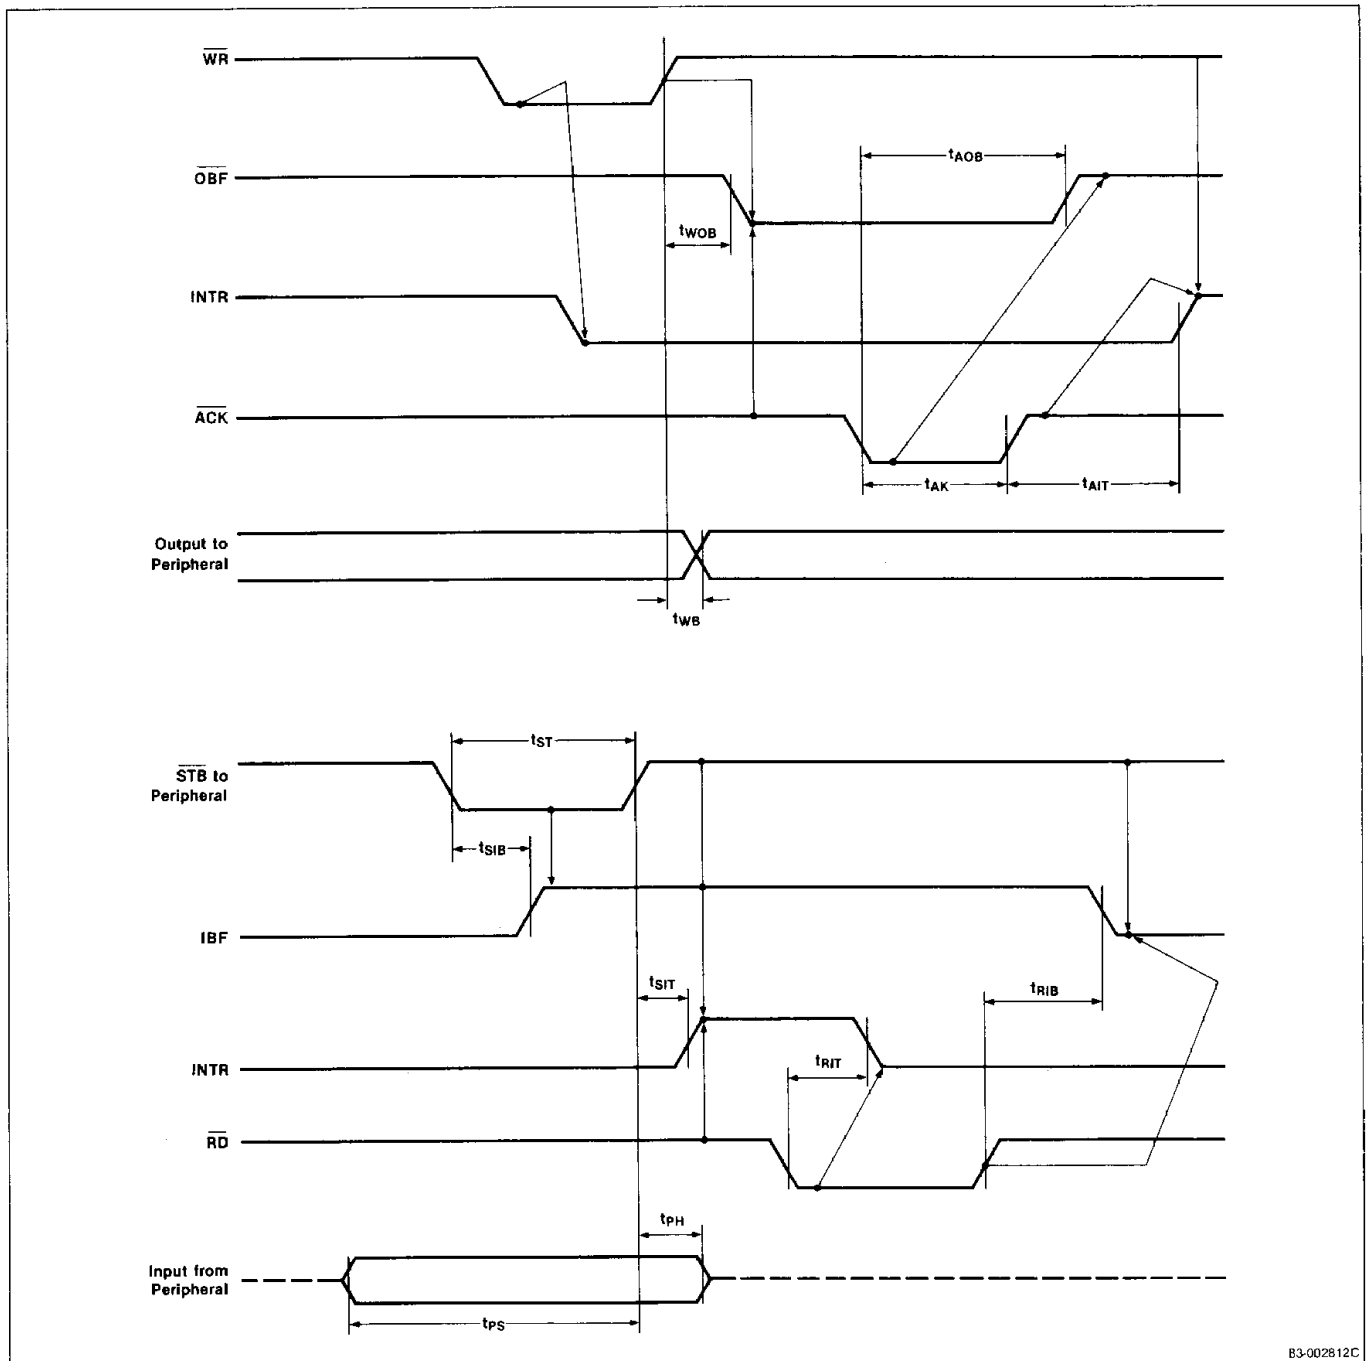 WR
tAOB
OBF
tWOB
INTR
ACK
tAK
tAIT
Output to
Peripheral
tWB
tST
STB to
Peripheral
tSIB
IBF
tSIT
tRIB
INTR
tRIT
RD
tPH
Input from
Peripheral
tPS
83-002812C